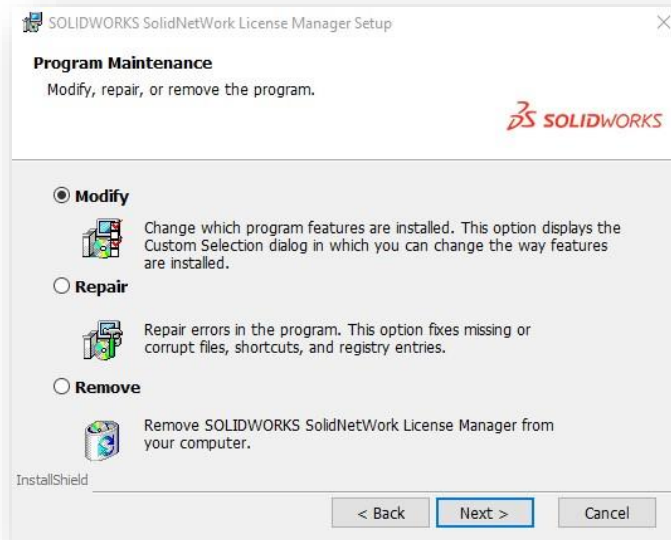 SOLIDWORKS SolidNetWork License Manager Setup
Program Maintenance
Modify, repair, or remove the program.
SOLIDWORKS
Modify
Change which program features are installed. This option displays the
Custom Selection dialog in which you can change the way features
are installed.
Repair
Repair errors in the program. This option fixes missing or
corrupt files, shortcuts, and registry entries.
Remove
Remove SOLIDWORKS SolidNetWork License Manager from
your computer.
InstallShield
< Back
Next >
Cancel